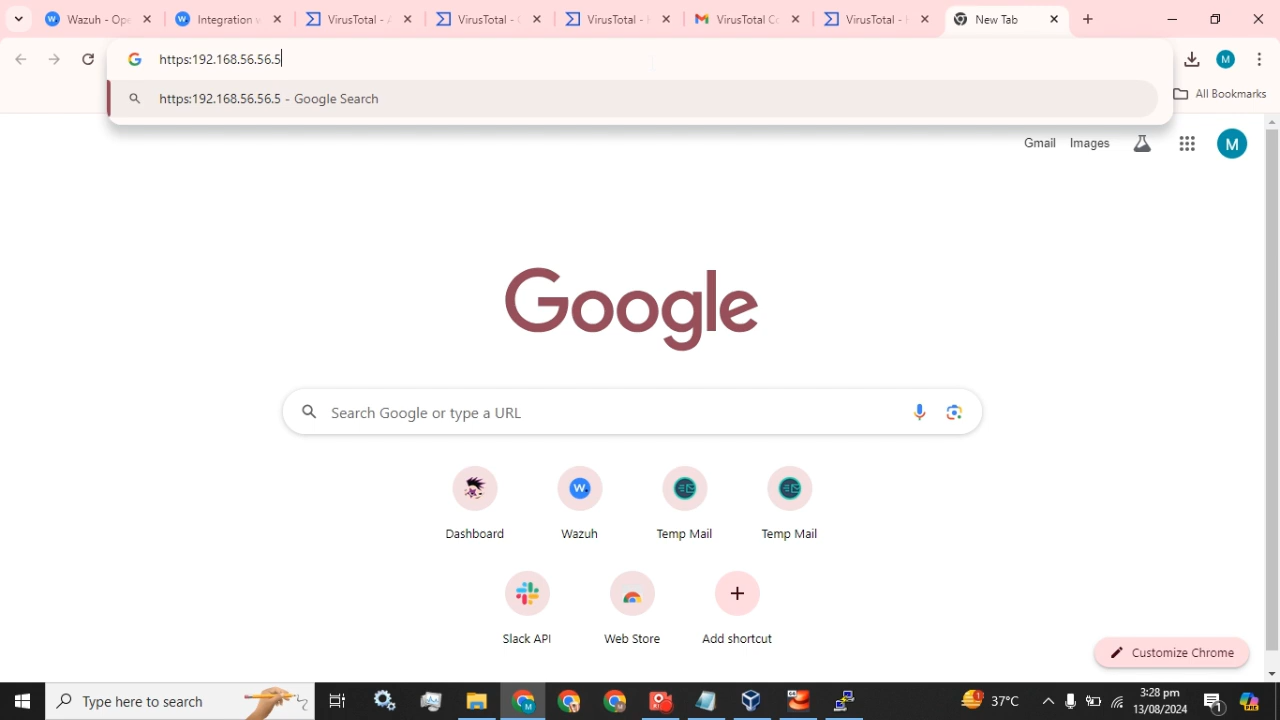 Wazuh - Ope
Integration w
VirusTotal - A
VirusTotal -
VirusTotal -
VirusTotal Co
VirusTotal -
New Tab
https:192.168.56.56.5
M
https:192.168.56.56.5 - Google Search
All Bookmarks
Gmail
Images
M
Google
Search Google or type a URL
Dashboard
Wazuh
Temp Mail
Temp Mail
Slack API
Web Store
Add shortcut
Customize Chrome
Type here to search
37°C
3:28 pm
13/08/2024